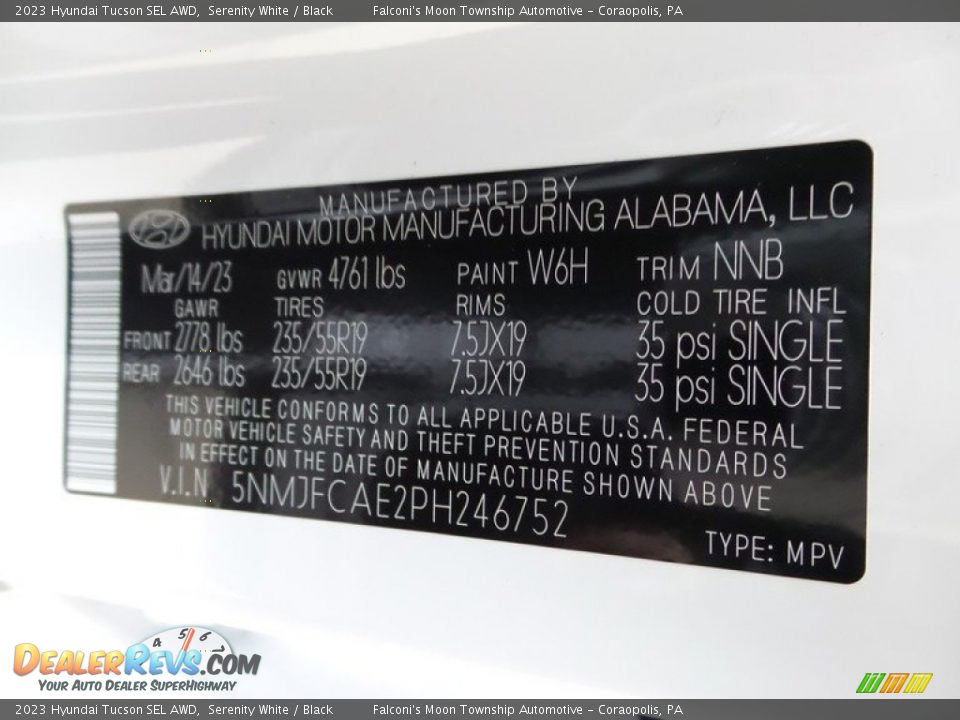 2023 Hyundai Tucson SEL AWD, Serenity White / Black Falconi's Moon Township Automotive - Coraopolis, PA
MANUFACTURED BY
HYUNDAI MOTOR MANUFACTURING ALABAMA, LLC
Mar/14/23 GVWR 4761 lbs PAINT W6H TRIM NNB
GAWR TIRES RIMS COLD TIRE INFL
FRONT 2778 lbs 235/55R19 7.5JX19 35 psi SINGLE
REAR 2646 lbs 235/55R19 7.5JX19 35 psi SINGLE
THIS VEHICLE CONFORMS TO ALL APPLICABLE U.S.A. FEDERAL
MOTOR VEHICLE SAFETY AND THEFT PREVENTION STANDARDS
IN EFFECT ON THE DATE OF MANUFACTURE SHOWN ABOVE
V.I.N 5NMJFCAE2PH246752
TYPE: MPV
4 5 6
DEALERREVS.COM
YOUR AUTO DEALER SUPERHIGHWAY
2023 Hyundai Tucson SEL AWD, Serenity White / Black Falconi's Moon Township Automotive - Coraopolis, PA